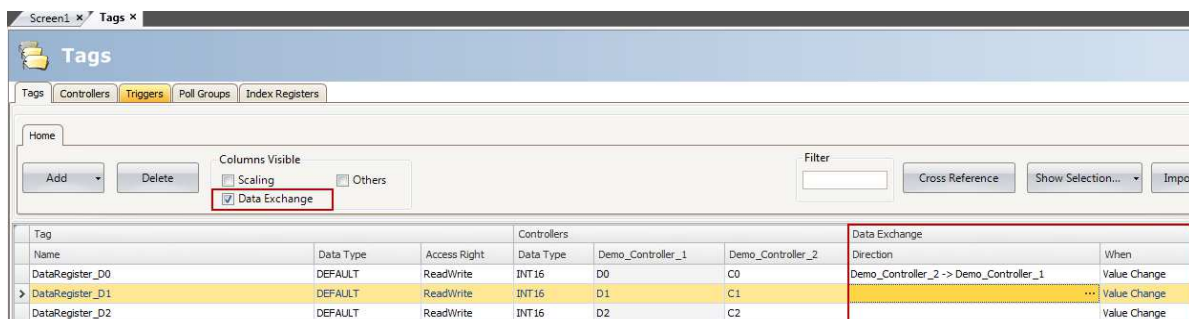 Screen1 × Tags ×
Tags
Tags Controllers Triggers Poll Groups Index Registers
Home
Columns Visible Filter
Add Delete Scaling Others Cross Reference Show Selection...
Data Exchange
Tag Controllers Data Exchange
Name Data Type Access Right Data Type Demo_Controller_1 Demo_Controller_2 Direction When
DataRegister_D0 DEFAULT ReadWrite INT16 D0 C0 Demo_Controller_2 -> Demo_Controller_1 Value Change
> DataRegister_D1 DEFAULT ReadWrite INT16 D1 C1 ... Value Change
DataRegister_D2 DEFAULT ReadWrite INT16 D2 C2 Value Change